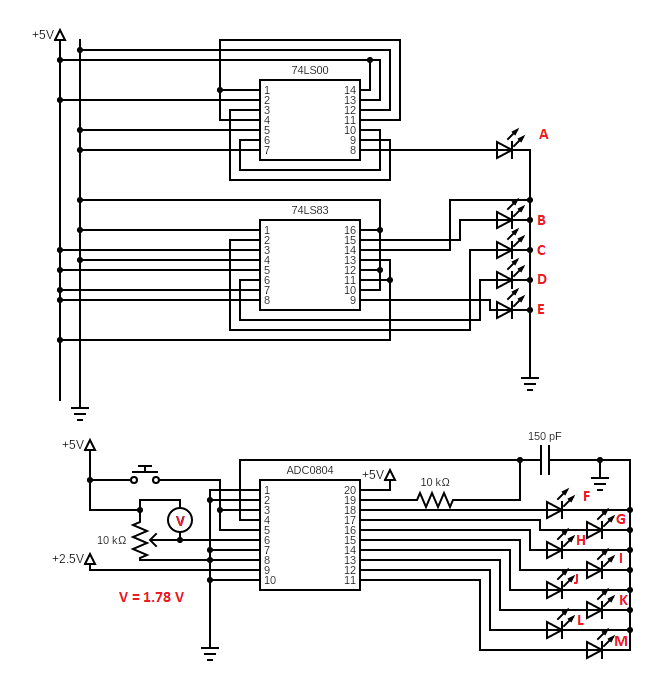 +5V
74LS00
1 14
2 13
3 12
4 11
5 10
6 9
7 8
A
74LS83
1 16
2 15
3 14
4 13
5 12
6 11
7 10
8 9
B
C
D
E
+5V
150 pF
ADC0804
+5V
10 kΩ
1 20
2 19
3 18
4 17
5 16
6 15
7 14
8 13
9 12
10 11
V
10 kΩ
+2.5V
V = 1.78 V
F
G
H
I
J
K
L
M